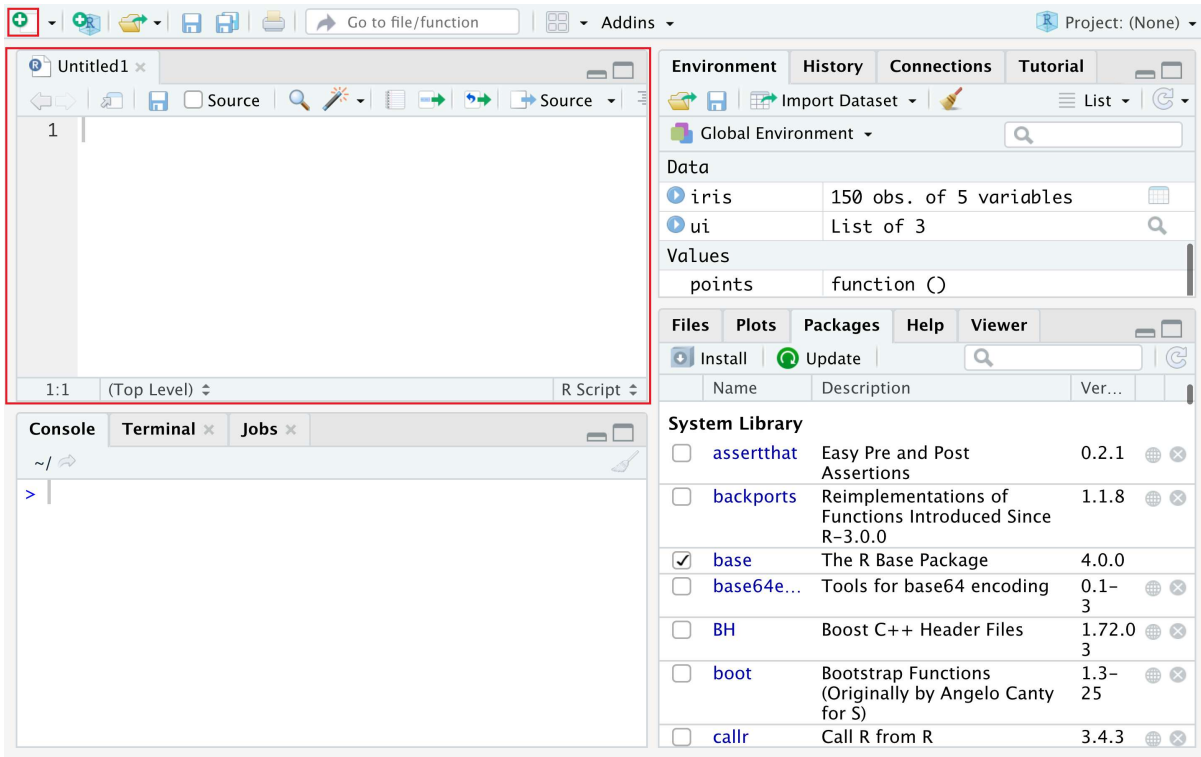 Go to file/function
Addins
Project: (None)
Untitled1
Source
Source
1
1:1
(Top Level)
R Script
Console
Terminal
Jobs
~/
>
Environment
History
Connections
Tutorial
Import Dataset
List
Global Environment
Data
iris 150 obs. of 5 variables
ui List of 3
Values
points function ()
Files
Plots
Packages
Help
Viewer
Install
Update
Name Description Ver...
System Library
assertthat Easy Pre and Post 0.2.1
Assertions
backports Reimplementations of 1.1.8
Functions Introduced Since
R-3.0.0
base The R Base Package 4.0.0
base64e... Tools for base64 encoding 0.1-
3
BH Boost C++ Header Files 1.72.0
3
boot Bootstrap Functions 1.3-
(Originally by Angelo Canty 25
for S)
callr Call R from R 3.4.3